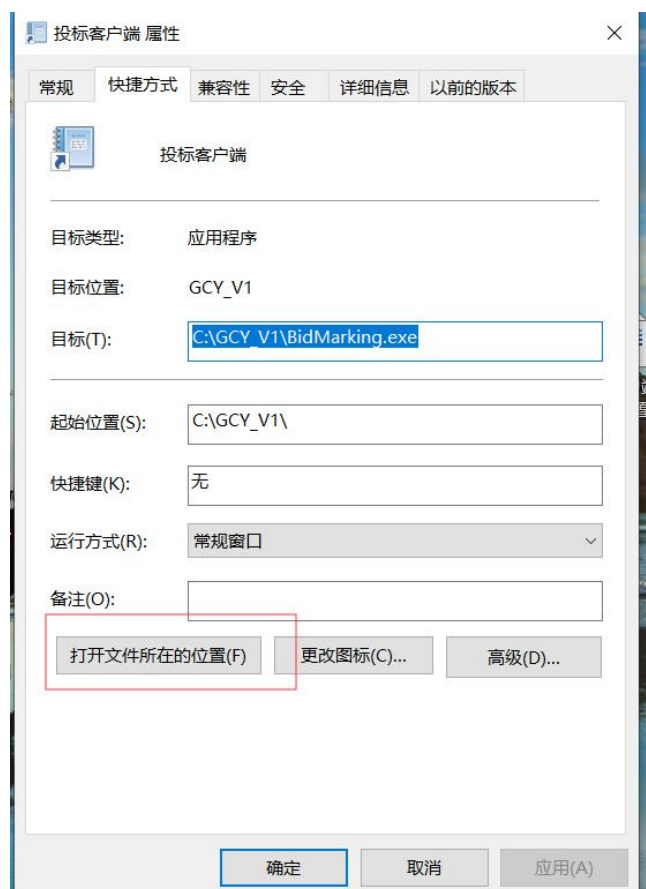 投标客户端 属性
常规 快捷方式 兼容性 安全 详细信息 以前的版本
投标客户端
目标类型: 应用程序
目标位置: GCY_V1
目标(T): C:\GCY_V1\BidMarking.exe
起始位置(S): C:\GCY_V1\
快捷键(K): 无
运行方式(R): 常规窗口
备注(O):
打开文件所在的位置(F) 更改图标(C)... 高级(D)...
确定 取消 应用(A)